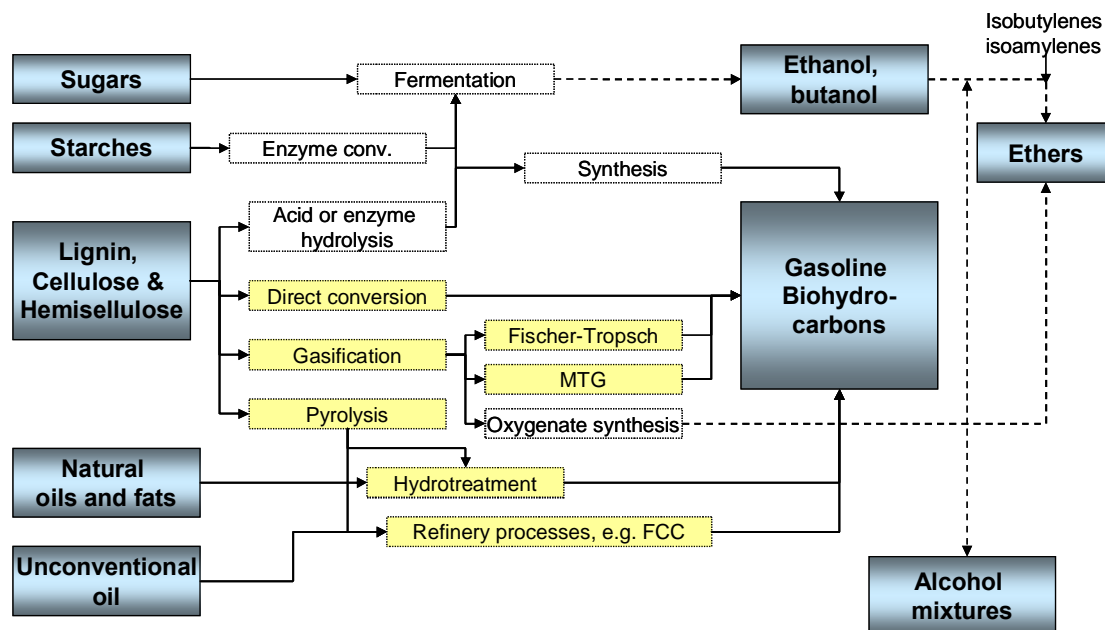 Isobutylenes
isoamylenes
Sugars
Fermentation
Ethanol,
butanol
Starches
Enzyme conv.
Synthesis
Ethers
Acid or enzyme
hydrolysis
Lignin,
Cellulose &
Hemisellulose
Direct conversion
Gasoline
Biohydro-
carbons
Gasification
Fischer-Tropsch
MTG
Pyrolysis
Oxygenate synthesis
Natural
oils and fats
Hydrotreatment
Refinery processes, e.g. FCC
Unconventional
oil
Alcohol
mixtures